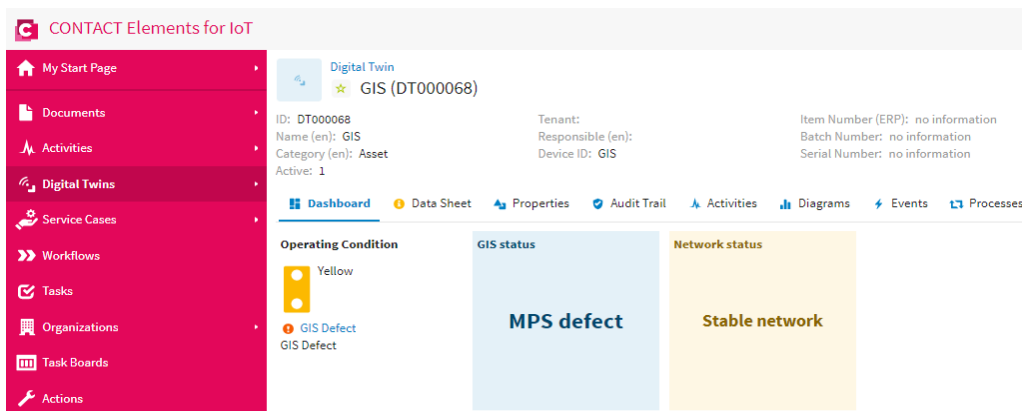 CONTACT Elements for IoT
My Start Page
Documents
Activities
Digital Twins
Service Cases
Workflows
Tasks
Organizations
Task Boards
Actions
Digital Twin
GIS (DT000068)
ID: DT000068
Name (en): GIS
Category (en): Asset
Active: 1
Tenant:
Responsible (en):
Device ID: GIS
Item Number (ERP): no information
Batch Number: no information
Serial Number: no information
Dashboard Data Sheet Properties Audit Trail Activities Diagrams Events Processes
Operating Condition
Yellow
GIS Defect
GIS Defect
GIS status
MPS defect
Network status
Stable network